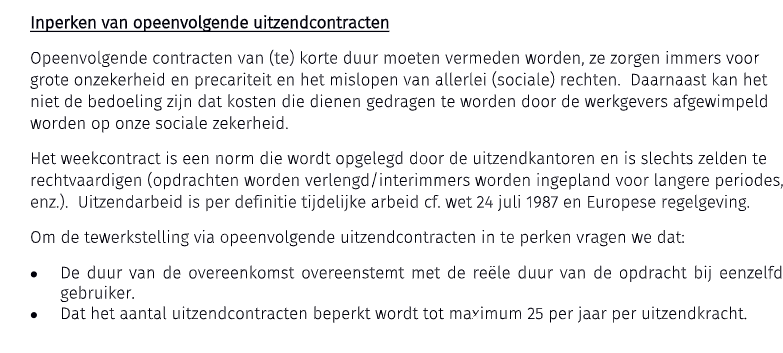 Inperken van opeenvolgende uitzendcontracten
Opeenvolgende contracten van (te) korte duur moeten vermeden worden, ze zorgen immers voor
grote onzekerheid en precariteit en het mislopen van allerlei (sociale) rechten.  Daarnaast kan het
niet de bedoeling zijn dat kosten die dienen gedragen te worden door de werkgevers afgewimpeld
worden op onze sociale zekerheid.
Het weekcontract is een norm die wordt opgelegd door de uitzendkantoren en is slechts zelden te
rechtvaardigen (opdrachten worden verlengd/interimmers worden ingepland voor langere periodes,
enz.).  Uitzendarbeid is per definitie tijdelijke arbeid cf. wet 24 juli 1987 en Europese regelgeving.
Om de tewerkstelling via opeenvolgende uitzendcontracten in te perken vragen we dat:
• De duur van de overeenkomst overeenstemt met de reële duur van de opdracht bij eenzelfd
gebruiker.
• Dat het aantal uitzendcontracten beperkt wordt tot maximum 25 per jaar per uitzendkracht.